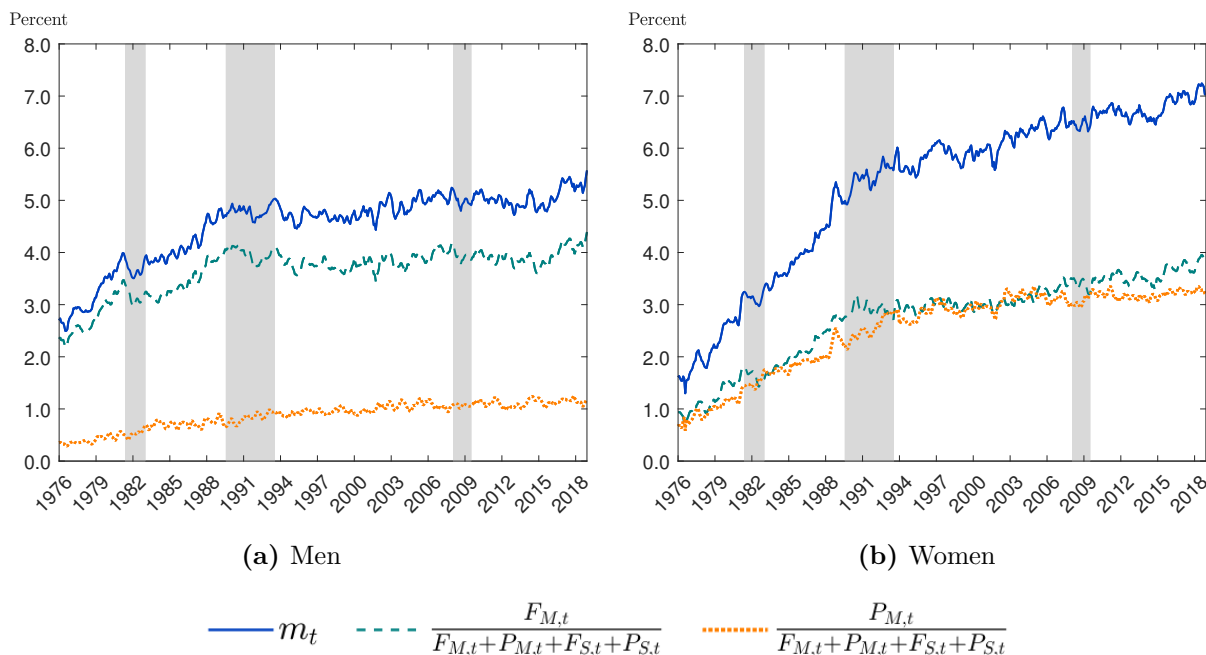 Percent
8.0
7.0
6.0
5.0
4.0
3.0
2.0
1.0
0.0
1976 1979 1982 1985 1988 1991 1994 1997 2000 2003 2006 2009 2012 2015 2018
(a) Men
Percent
8.0
7.0
6.0
5.0
4.0
3.0
2.0
1.0
0.0
1976 1979 1982 1985 1988 1991 1994 1997 2000 2003 2006 2009 2012 2015 2018
(b) Women
m_t
F_{M,t}
F_{M,t}+P_{M,t}+F_{S,t}+P_{S,t}
P_{M,t}
F_{M,t}+P_{M,t}+F_{S,t}+P_{S,t}